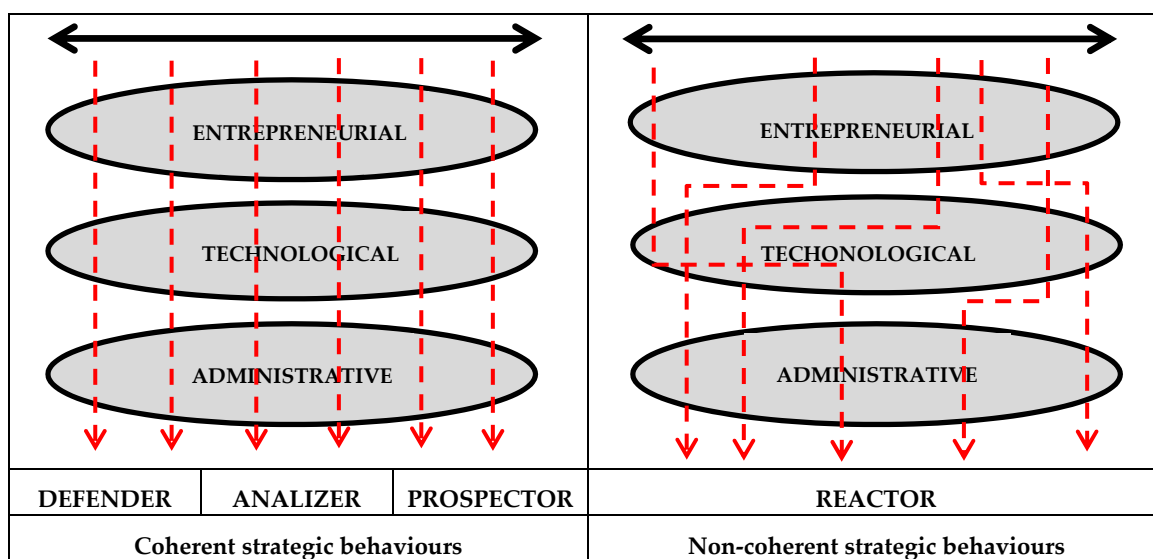 ENTREPRENEURIAL
TECHNOLOGICAL
ADMINISTRATIVE
DEFENDER
ANALIZER
PROSPECTOR
Coherent strategic behaviours
ENTREPRENEURIAL
TECHONOLOGICAL
ADMINISTRATIVE
REACTOR
Non-coherent strategic behaviours